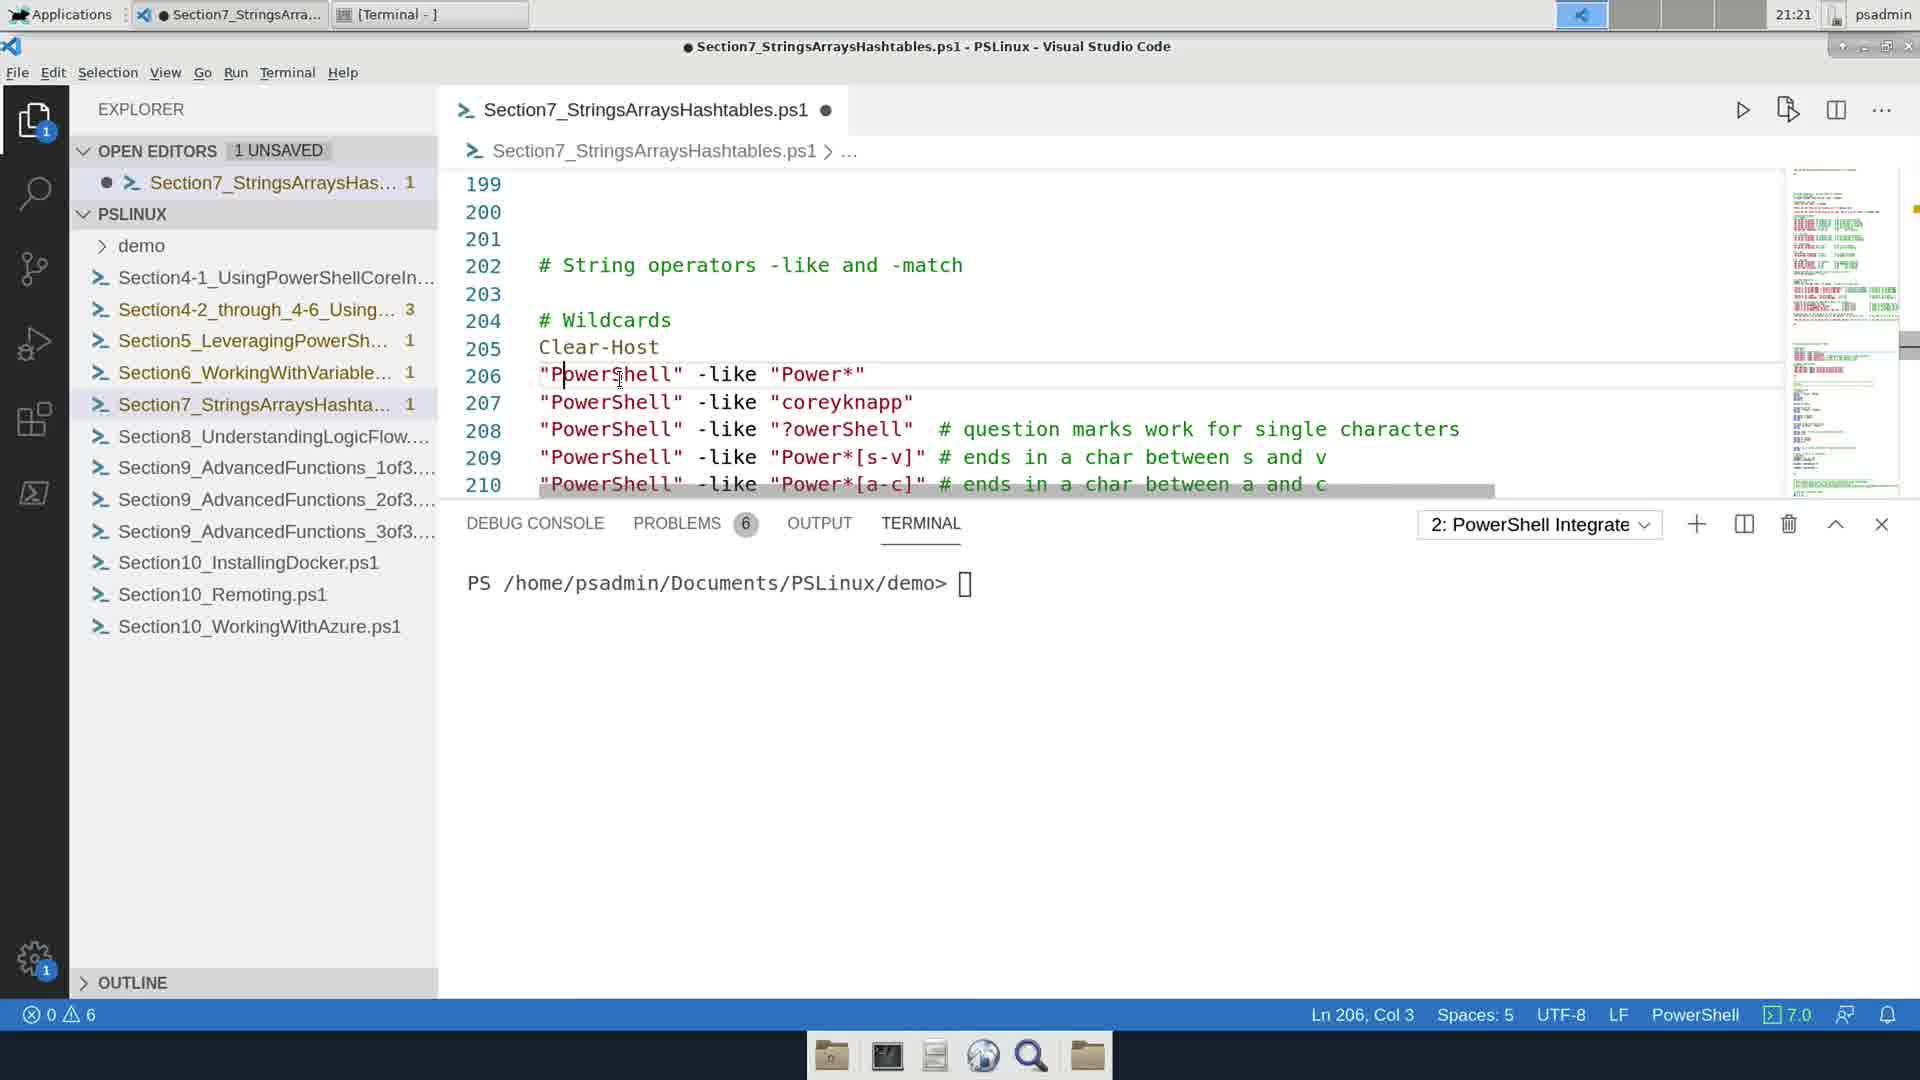 Applications
● Section7_StringsArra...
[Terminal - ]
21:21
psadmin
● Section7_StringsArraysHashtables.ps1 - PSLinux - Visual Studio Code
File Edit Selection View Go Run Terminal Help
EXPLORER
OPEN EDITORS 1 UNSAVED
Section7_StringsArraysHas... 1
PSLINUX
demo
Section4-1_UsingPowerShellCoreIn...
Section4-2_through_4-6_Using... 3
Section5_LeveragingPowerSh... 1
Section6_WorkingWithVariable... 1
Section7_StringsArraysHashta... 1
Section8_UnderstandingLogicFlow....
Section9_AdvancedFunctions_1of3....
Section9_AdvancedFunctions_2of3....
Section9_AdvancedFunctions_3of3....
Section10_InstallingDocker.ps1
Section10_Remoting.ps1
Section10_WorkingWithAzure.ps1
OUTLINE
1
1
Section7_StringsArraysHashtables.ps1 ●
Section7_StringsArraysHashtables.ps1 > ...
199
200
201
202 # String operators -like and -match
203
204 # Wildcards
205 Clear-Host
206 "PowerShell" -like "Power*"
207 "PowerShell" -like "coreyknapp"
208 "PowerShell" -like "?owerShell" # question marks work for single characters
209 "PowerShell" -like "Power*[s-v]" # ends in a char between s and v
210 "PowerShell" -like "Power*[a-c]" # ends in a char between a and c
DEBUG CONSOLE PROBLEMS 6 OUTPUT TERMINAL
2: PowerShell Integrate
PS /home/psadmin/Documents/PSLinux/demo>
0 6
Ln 206, Col 3 Spaces: 5 UTF-8 LF PowerShell 7.0